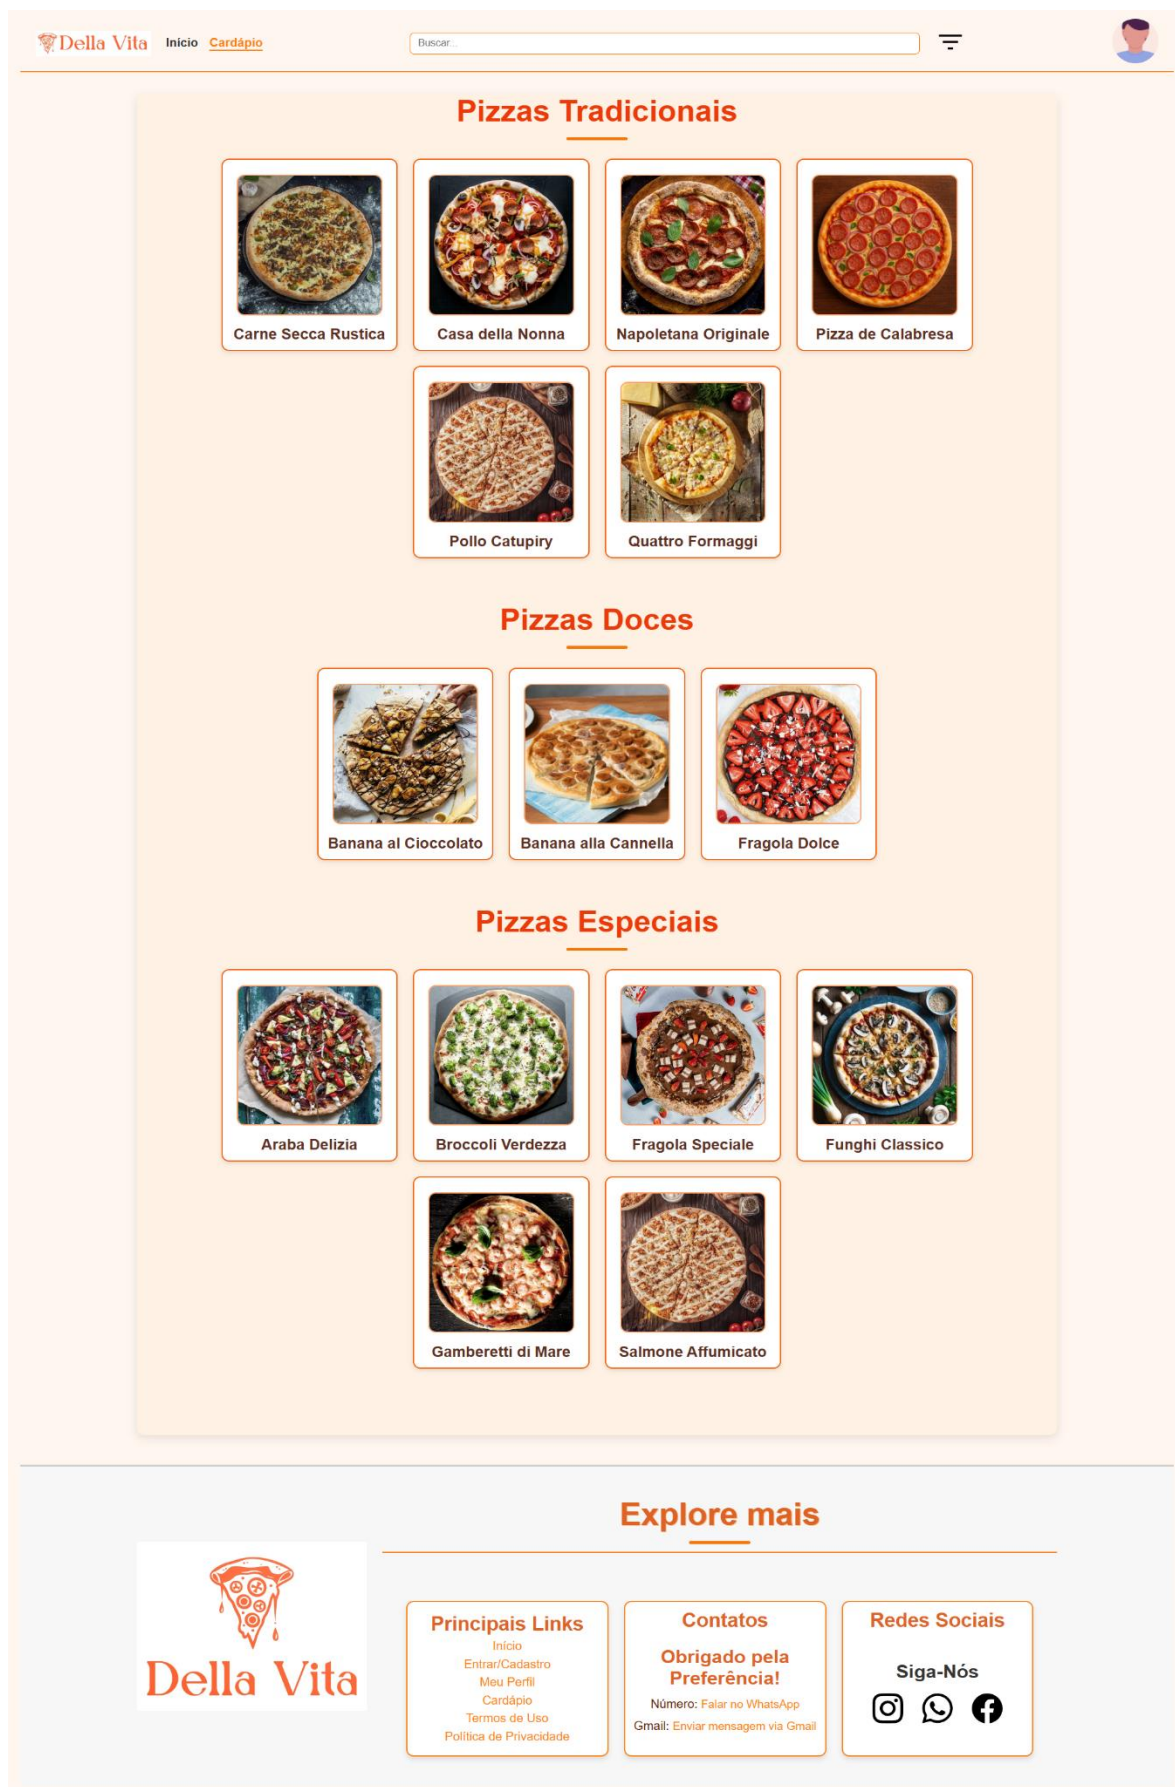 Della Vita
Início
Cardápio
Buscar...
Pizzas Tradicionais
Carne Secca Rustica
Casa della Nonna
Napoletana Originale
Pizza de Calabresa
Pollo Catupiry
Quattro Formaggi
Pizzas Doces
Banana al Cioccolato
Banana alla Cannella
Fragola Dolce
Pizzas Especiais
Araba Delizia
Broccoli Verdezza
Fragola Speciale
Funghi Classico
Gamberetti di Mare
Salmone Affumicato
Explore mais
Della Vita
Principais Links
Início
Entrar/Cadastro
Meu Perfil
Cardápio
Termos de Uso
Política de Privacidade
Contatos
Obrigado pela
Preferência!
Número: Falar no WhatsApp
Gmail: Enviar mensagem via Gmail
Redes Sociais
Siga-Nós